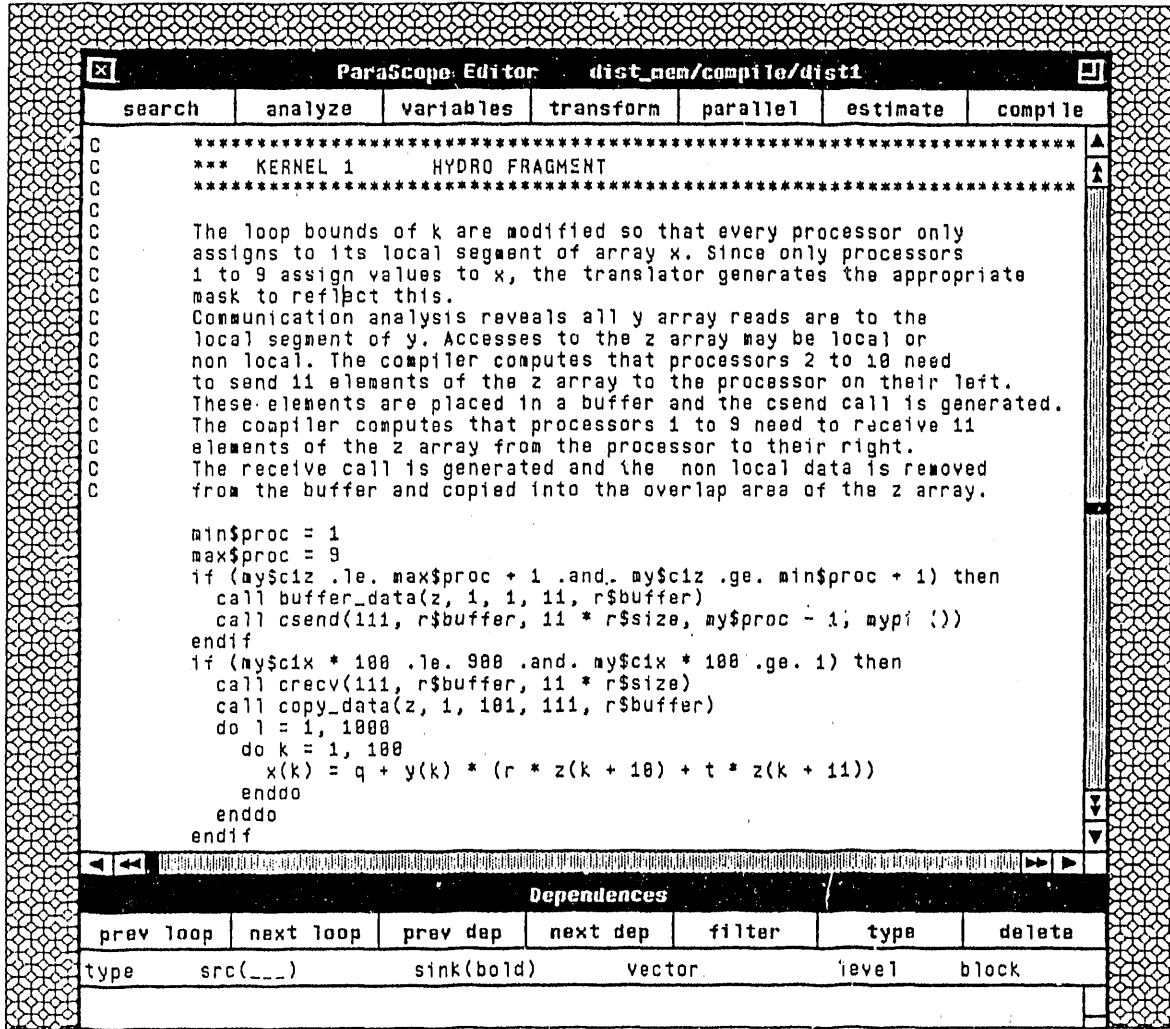 ParaScope Editor dist_mem/compile/dist1
search analyze variables transform parallel estimate compile
C ************************************************************************
C *** KERNEL 1 HYDRO FRAGMENT
C ************************************************************************
C
C The loop bounds of k are modified so that every processor only
C assigns to its local segment of array x. Since only processors
C 1 to 9 assign values to x, the translator generates the appropriate
C mask to reflect this.
C Communication analysis reveals all y array reads are to the
C local segment of y. Accesses to the z array may be local or
C non local. The compiler computes that processors 2 to 10 need
C to send 11 elements of the z array to the processor on their left.
C These elements are placed in a buffer and the csend call is generated.
C The compiler computes that processors 1 to 9 need to receive 11
C elements of the z array from the processor to their right.
C The receive call is generated and the non local data is removed
C from the buffer and copied into the overlap area of the z array.
min$proc = 1
max$proc = 9
if (my$c1z .le. max$proc + 1 .and. my$c1z .ge. min$proc + 1) then
call buffer_data(z, 1, 1, 11, r$buffer)
call csend(111, r$buffer, 11 * r$size, my$proc - 1, mypi ())
endif
if (my$c1x * 100 .le. 900 .and. my$c1x * 100 .ge. 1) then
call crecv(111, r$buffer, 11 * r$size)
call copy_data(z, 1, 101, 111, r$buffer)
do l = 1, 1000
do k = 1, 100
x(k) = q + y(k) * (r * z(k + 10) + t * z(k + 11))
enddo
enddo
endif
Dependences
prev loop next loop prev dep next dep filter type delete
type src(___) sink(bold) vector level block